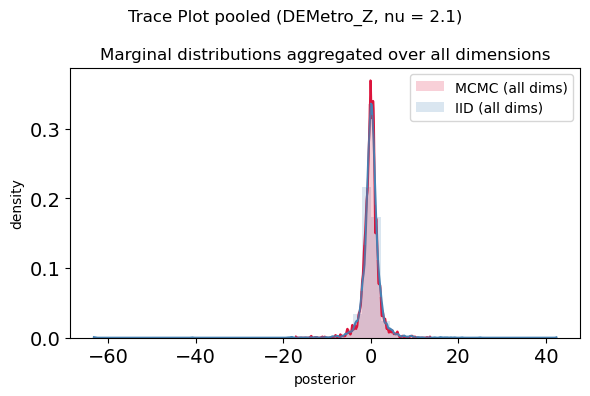 Trace Plot pooled (DEMetro_Z, nu = 2.1)
Marginal distributions aggregated over all dimensions
MCMC (all dims)
IID (all dims)
density
0.3
0.2
0.1
0.0
−60
−40
−20
0
20
40
posterior